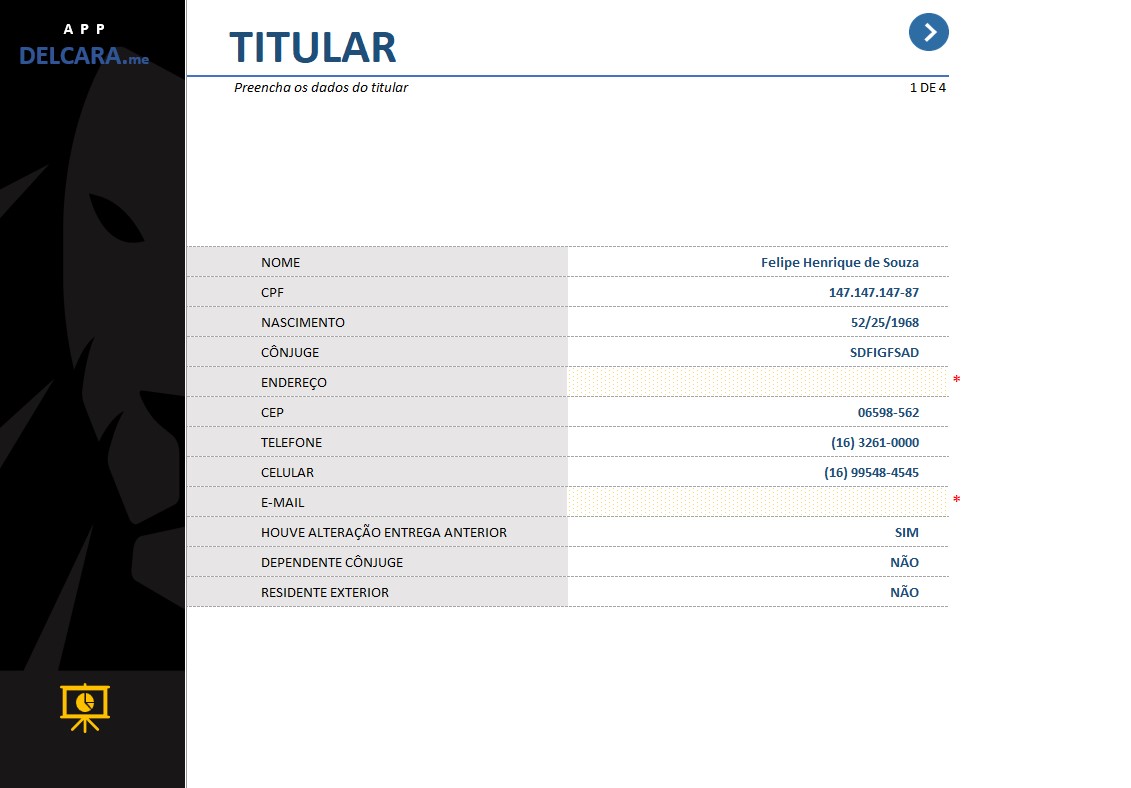 APP
DELCARA.me
TITULAR
Preencha os dados do titular
1 DE 4
NOME Felipe Henrique de Souza
CPF 147.147.147-87
NASCIMENTO 52/25/1968
CÔNJUGE SDFIGFSAD
ENDEREÇO *
CEP 06598-562
TELEFONE (16) 3261-0000
CELULAR (16) 99548-4545
E-MAIL *
HOUVE ALTERAÇÃO ENTREGA ANTERIOR SIM
DEPENDENTE CÔNJUGE NÃO
RESIDENTE EXTERIOR NÃO